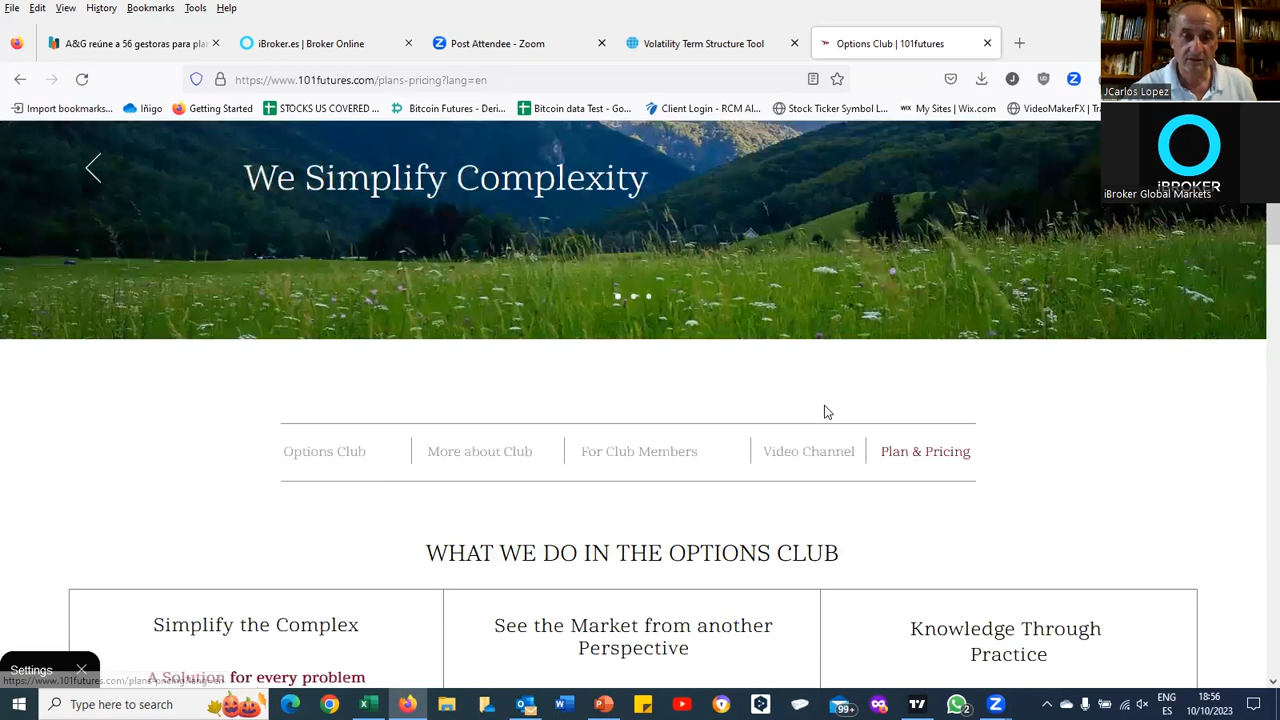 File Edit View History Bookmarks Tools Help
A&G reúne a 56 gestoras para pla
iBroker.es | Broker Online
Post Attendee - Zoom
Volatility Term Structure Tool
Options Club | 101futures
https://www.101futures.com/plans-pricing?lang=en
Import bookmarks... Iñigo Getting Started STOCKS US COVERED ... Bitcoin Futures - Deri... Bitcoin data Test - Go... Client Login - RCM Al... Stock Ticker Symbol L... WIX My Sites | Wix.com VideoMakerFX | Tra
JCarlos Lopez
iBROKER
iBroker Global Markets
We Simplify Complexity
Options Club
More about Club
For Club Members
Video Channel
Plan & Pricing
WHAT WE DO IN THE OPTIONS CLUB
Simplify the Complex
A Solution for every problem
See the Market from another
Perspective
Knowledge Through
Practice
Settings
Type here to search
99+
2
ENG
ES
18:56
10/10/2023